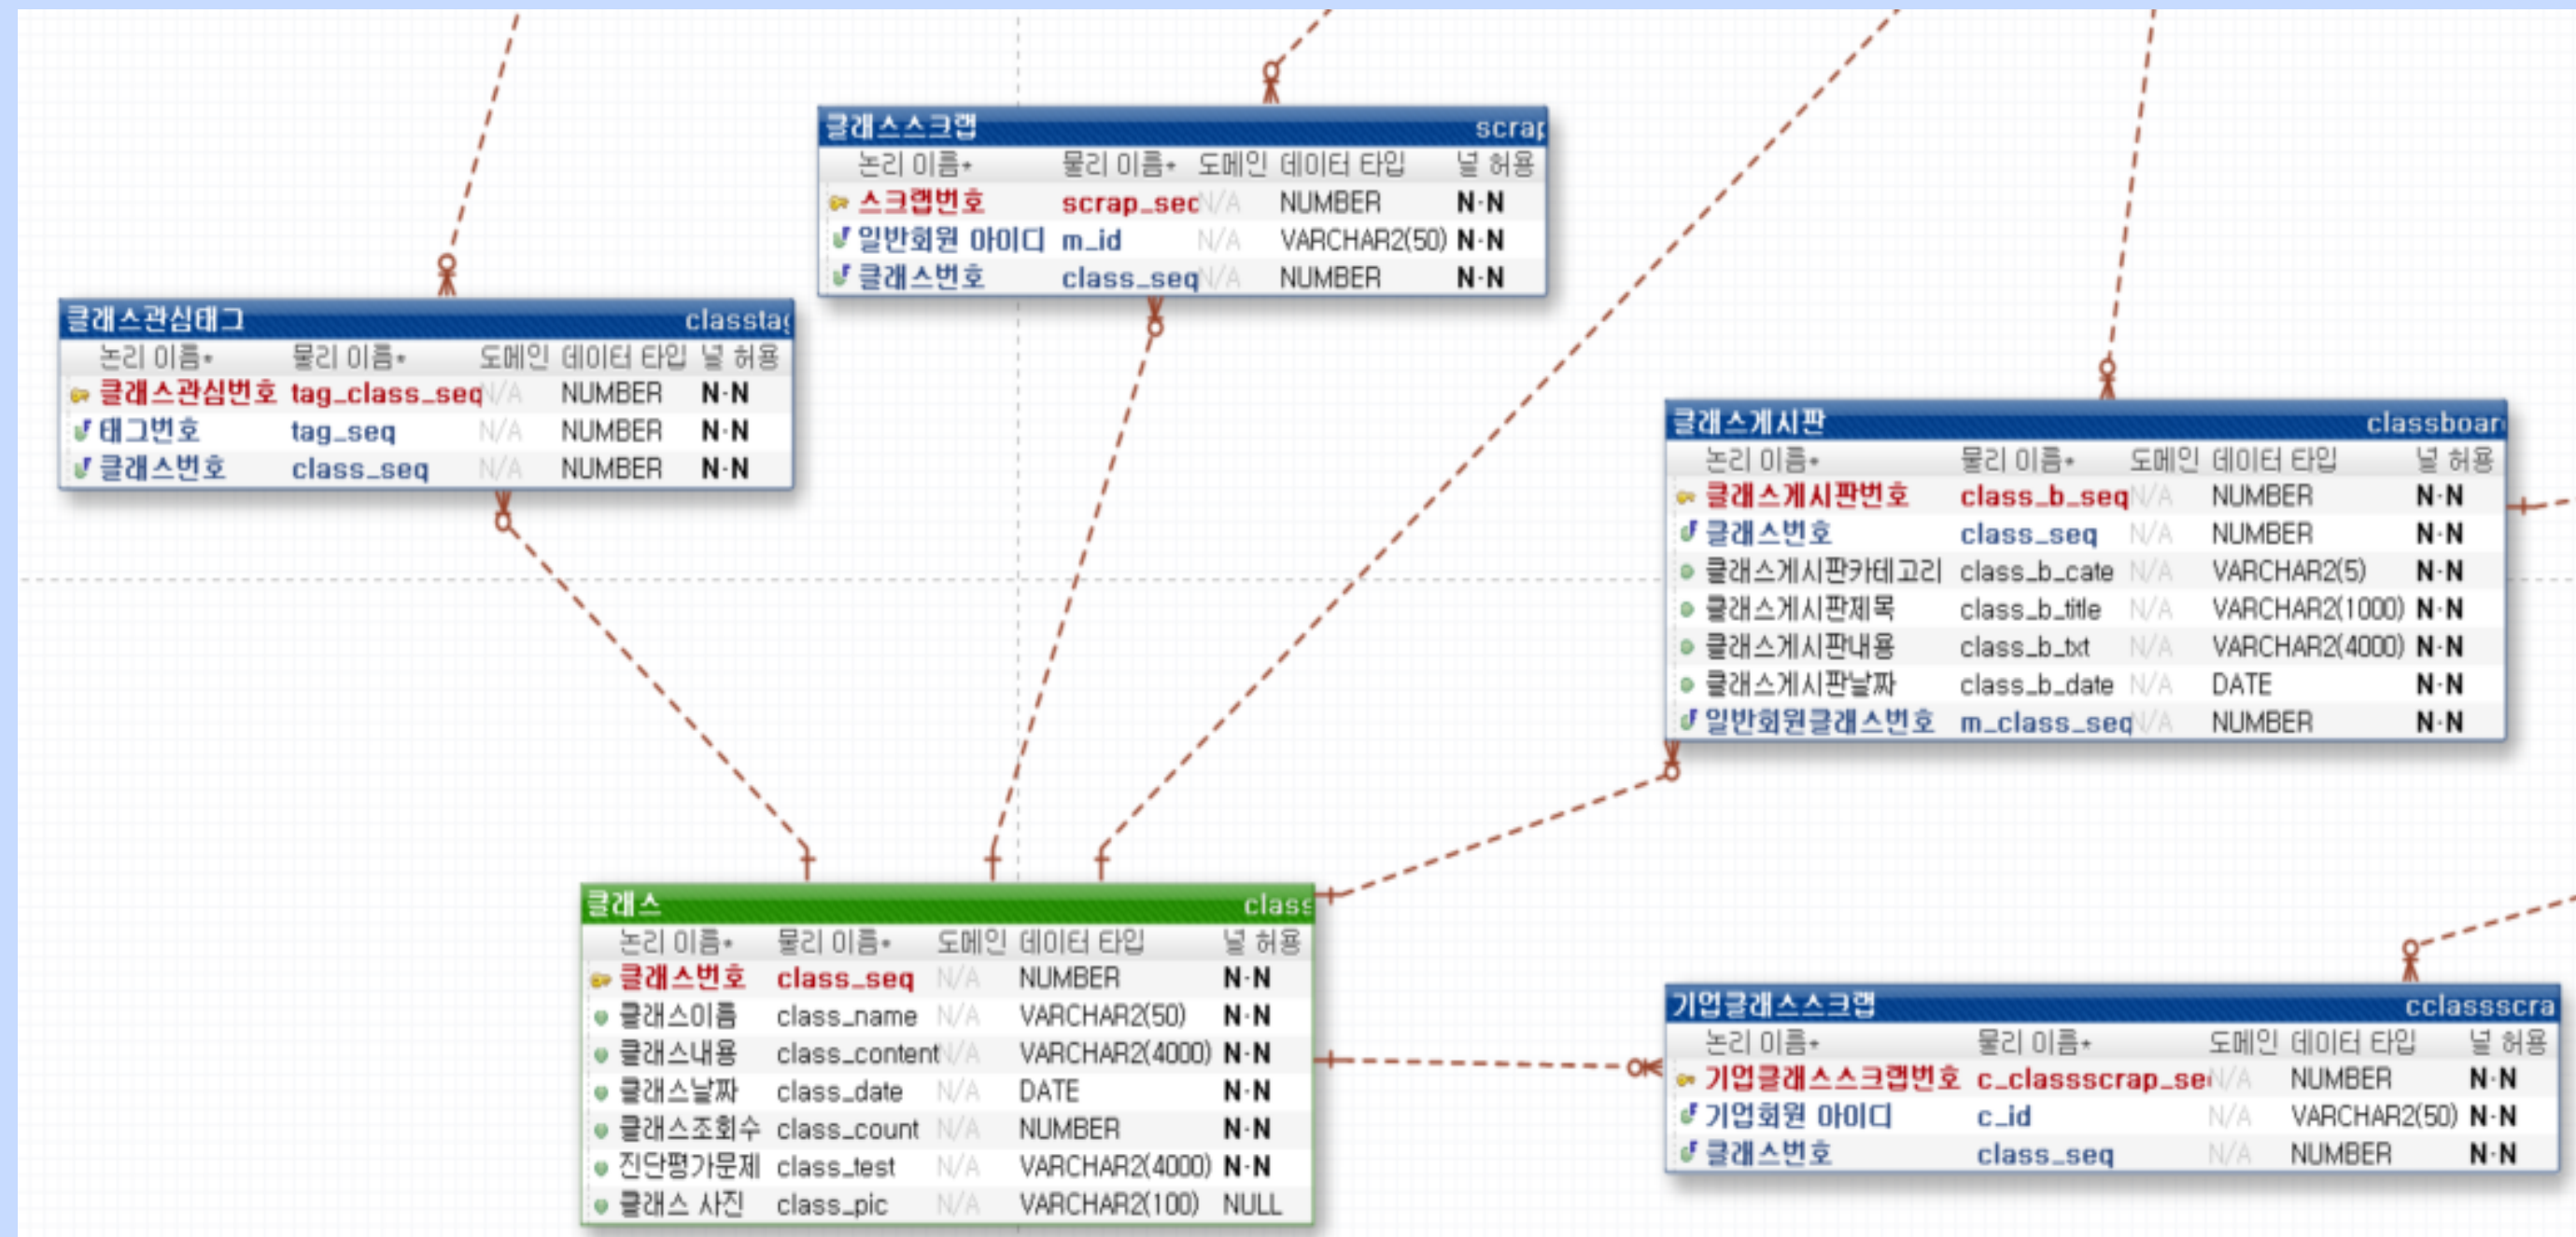 클래스스크랩 scrap
논리 이름* 물리 이름* 도메인 데이터 타입 널 허용
스크랩번호 scrap_seq N/A NUMBER N-N
일반회원 아이디 m_id N/A VARCHAR2(50) N-N
클래스번호 class_seq N/A NUMBER N-N
클래스관심태그 classtag
논리 이름* 물리 이름* 도메인 데이터 타입 널 허용
클래스관심번호 tag_class_seq N/A NUMBER N-N
태그번호 tag_seq N/A NUMBER N-N
클래스번호 class_seq N/A NUMBER N-N
클래스게시판 classboar
논리 이름* 물리 이름* 도메인 데이터 타입 널 허용
클래스게시판번호 class_b_seq N/A NUMBER N-N
클래스번호 class_seq N/A NUMBER N-N
클래스게시판카테고리 class_b_cate N/A VARCHAR2(5) N-N
클래스게시판제목 class_b_title N/A VARCHAR2(1000) N-N
클래스게시판내용 class_b_txt N/A VARCHAR2(4000) N-N
클래스게시판날짜 class_b_date N/A DATE N-N
일반회원클래스번호 m_class_seq N/A NUMBER N-N
클래스 class
논리 이름* 물리 이름* 도메인 데이터 타입 널 허용
클래스번호 class_seq N/A NUMBER N-N
클래스이름 class_name N/A VARCHAR2(50) N-N
클래스내용 class_content N/A VARCHAR2(4000) N-N
클래스날짜 class_date N/A DATE N-N
클래스조회수 class_count N/A NUMBER N-N
진단평가문제 class_test N/A VARCHAR2(4000) N-N
클래스 사진 class_pic N/A VARCHAR2(100) NULL
기업클래스스크랩 cclassscra
논리 이름* 물리 이름* 도메인 데이터 타입 널 허용
기업클래스스크랩번호 c_classscrap_se N/A NUMBER N-N
기업회원 아이디 c_id N/A VARCHAR2(50) N-N
클래스번호 class_seq N/A NUMBER N-N